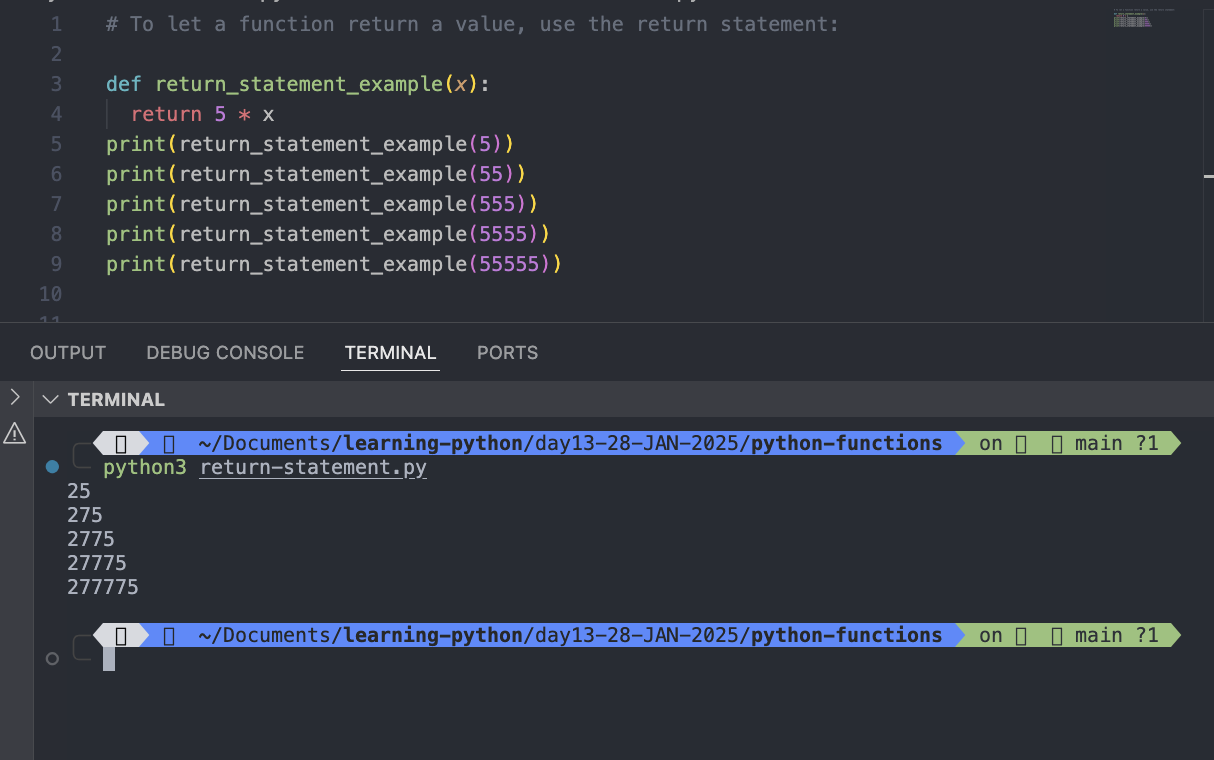 1 # To let a function return a value, use the return statement:
2
3 def return_statement_example(x):
4 return 5 * x
5 print(return_statement_example(5))
6 print(return_statement_example(55))
7 print(return_statement_example(555))
8 print(return_statement_example(5555))
9 print(return_statement_example(55555))
10
11
OUTPUT DEBUG CONSOLE TERMINAL PORTS
TERMINAL
~/Documents/learning-python/day13-28-JAN-2025/python-functions on main ?1
python3 return-statement.py
25
275
2775
27775
277775
~/Documents/learning-python/day13-28-JAN-2025/python-functions on main ?1